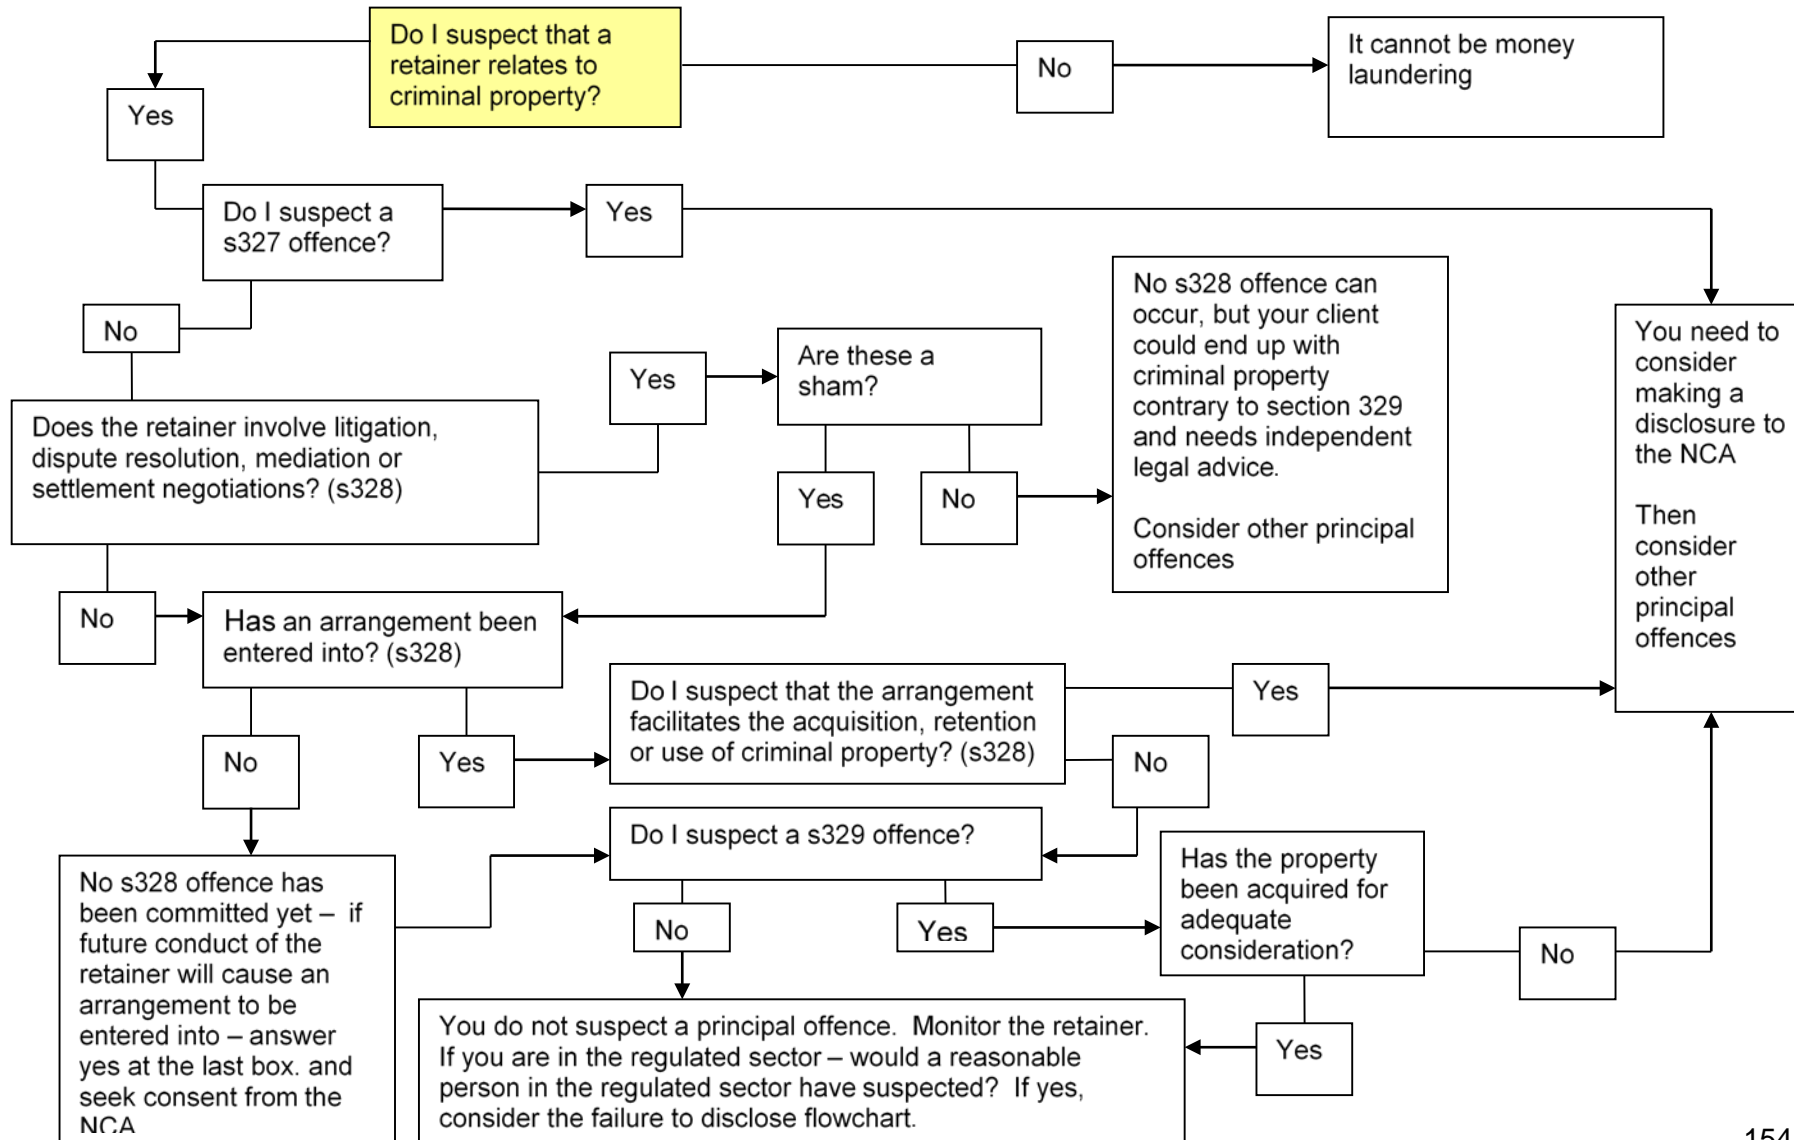 Do I suspect that a
retainer relates to
criminal property?
No
It cannot be money
laundering
Yes
Do I suspect a
s327 offence?
Yes
No
Does the retainer involve litigation,
dispute resolution, mediation or
settlement negotiations? (s328)
Yes
Are these a
sham?
Yes
No
No s328 offence can
occur, but your client
could end up with
criminal property
contrary to section 329
and needs independent
legal advice.
Consider other principal
offences
You need to
consider
making a
disclosure to
the NCA
Then
consider
other
principal
offences
No
Has an arrangement been
entered into? (s328)
No
Yes
Do I suspect that the arrangement
facilitates the acquisition, retention
or use of criminal property? (s328)
Yes
No
Do I suspect a s329 offence?
No
Yes
Has the property
been acquired for
adequate
consideration?
No
Yes
No s328 offence has
been committed yet – if
future conduct of the
retainer will cause an
arrangement to be
entered into – answer
yes at the last box. and
seek consent from the
NCA
You do not suspect a principal offence. Monitor the retainer.
If you are in the regulated sector – would a reasonable
person in the regulated sector have suspected? If yes,
consider the failure to disclose flowchart.
154